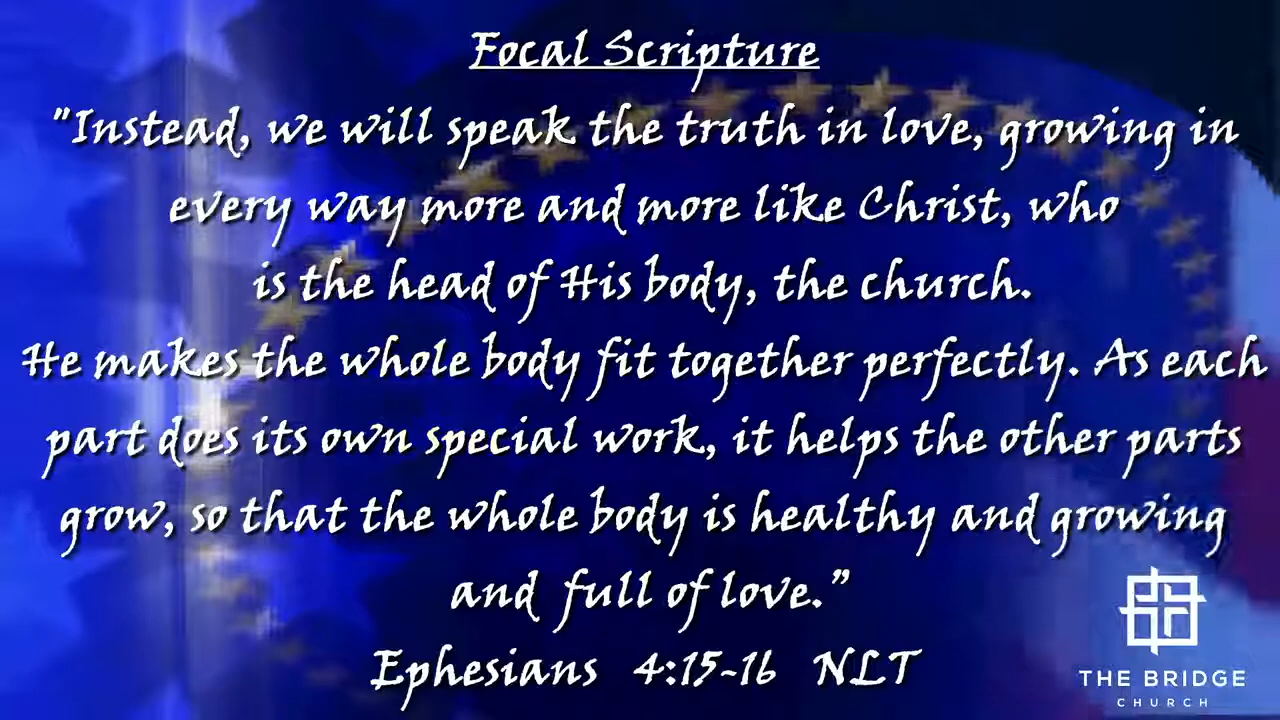 Focal Scripture
"Instead, we will speak the truth in love, growing in
every way more and more like Christ, who
is the head of His body, the church.
He makes the whole body fit together perfectly. As each
part does its own special work, it helps the other parts
grow, so that the whole body is healthy and growing
and full of love.”
Ephesians 4:15-16 NLT
THE BRIDGE
CHURCH